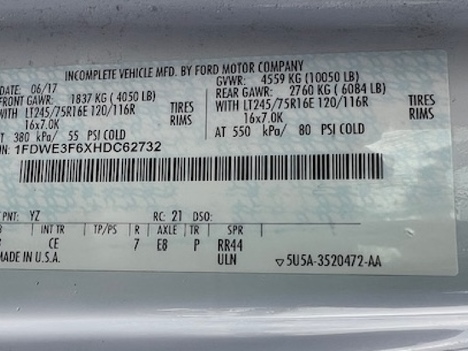 INCOMPLETE VEHICLE MFD. BY FORD MOTOR COMPANY
DATE: 06/17 GVWR: 4559 KG (10050 LB)
FRONT GAWR: 1837 KG ( 4050 LB) REAR GAWR: 2760 KG ( 6084 LB)
WITH LT245/75R16E 120/116R TIRES WITH LT245/75R16E 120/116R TIRES
16x7.0K RIMS 16x7.0K RIMS
AT 380 kPa/ 55 PSI COLD AT 550 kPa/ 80 PSI COLD
1FDWE3F6XHDC62732
PNT: YZ RC: 21 DSO:
INT TR TP/PS R AXLE TR SPR
CE 7 E8 P RR44
MADE IN U.S.A. ULN ▽5U5A-3520472-AA